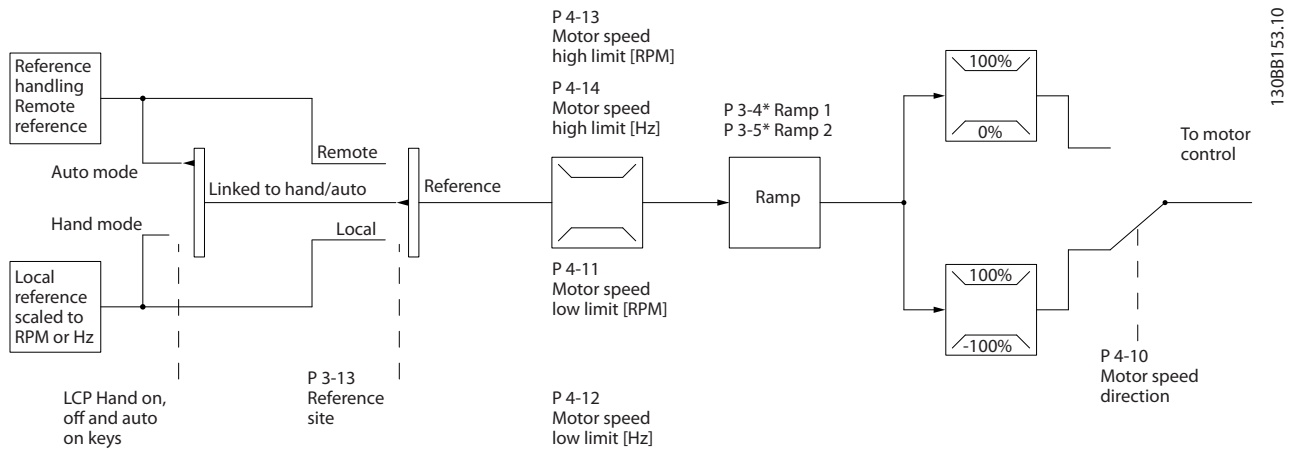 130BB153.10
P 4-13
Motor speed
high limit [RPM]
P 4-14
Motor speed
high limit [Hz]
Reference
handling
Remote
reference
Auto mode
Hand mode
Linked to hand/auto
Remote
Local
Reference
Local
reference
scaled to
RPM or Hz
LCP Hand on,
off and auto
on keys
P 3-13
Reference
site
P 4-11
Motor speed
low limit [RPM]
P 4-12
Motor speed
low limit [Hz]
P 3-4* Ramp 1
P 3-5* Ramp 2
Ramp
100%
0%
100%
-100%
To motor
control
P 4-10
Motor speed
direction